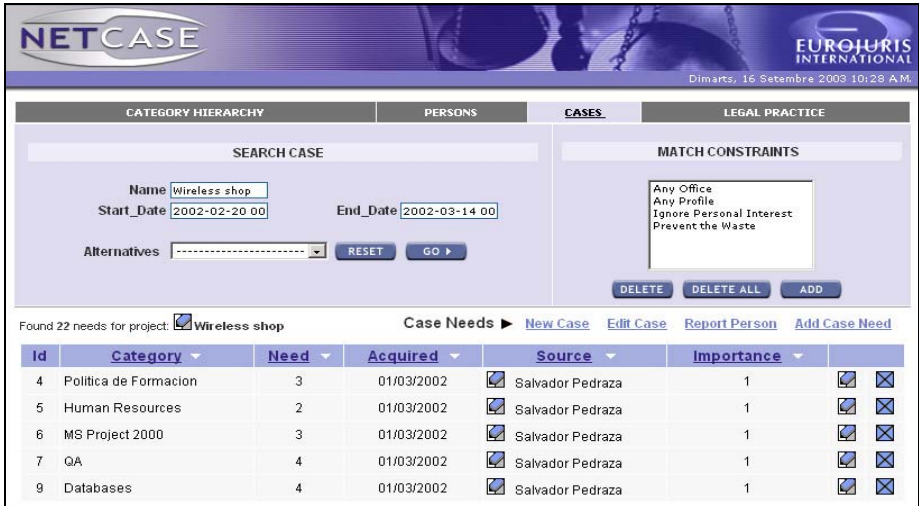 NETCASE
EUROJURIS
INTERNATIONAL
Dimarts, 16 Setembre 2003 10:28 A.M.
CATEGORY HIERARCHY PERSONS CASES LEGAL PRACTICE
SEARCH CASE
Name Wireless shop
Start_Date 2002-02-20 00 End_Date 2002-03-14 00
Alternatives ----------------------- RESET GO
MATCH CONSTRAINTS
Any Office
Any Profile
Ignore Personal Interest
Prevent the Waste
DELETE DELETE ALL ADD
Found 22 needs for project: Wireless shop Case Needs ► New Case Edit Case Report Person Add Case Need
Id Category Need Acquired Source Importance
4 Politica de Formacion 3 01/03/2002 Salvador Pedraza 1
5 Human Resources 2 01/03/2002 Salvador Pedraza 1
6 MS Project 2000 3 01/03/2002 Salvador Pedraza 1
7 QA 4 01/03/2002 Salvador Pedraza 1
9 Databases 4 01/03/2002 Salvador Pedraza 1